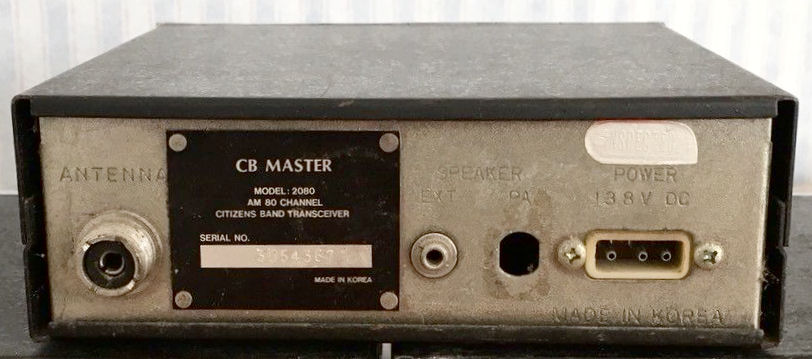 ANTENNA
CB MASTER
MODEL: 2080
AM 80 CHANNEL
CITIZENS BAND TRANSCEIVER
SERIAL NO.
MADE IN KOREA
SPEAKER
EXT PA
INSPECTED
POWER
13.8V DC
MADE IN KOREA